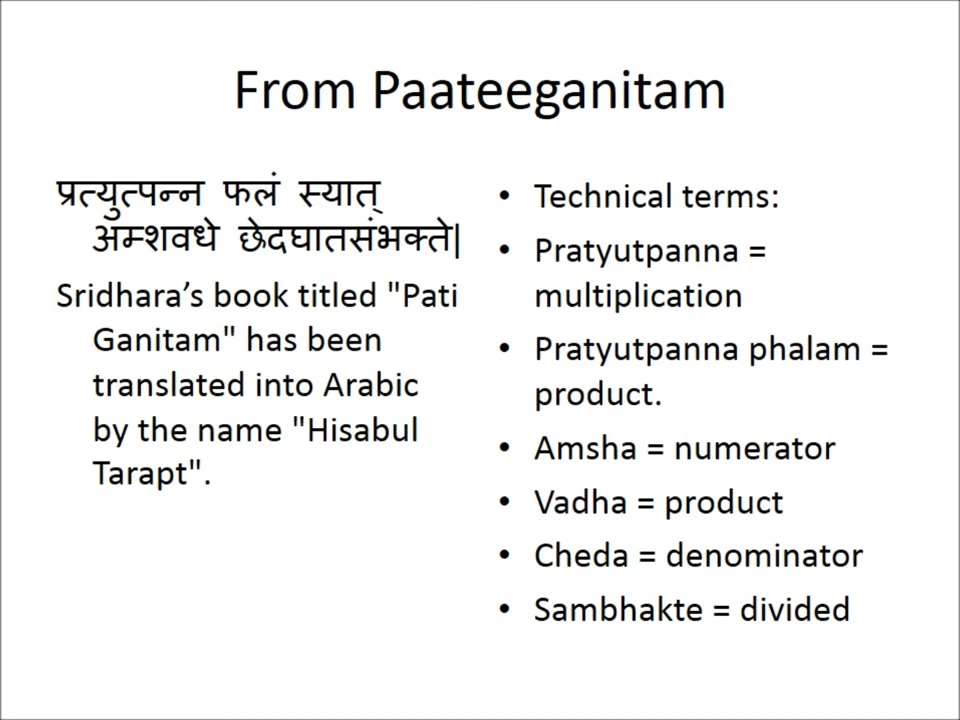 From Paateeganitam
प्रत्युत्पन्न फलं स्यात्
अम्शवधे छेदघातसंभक्ते|
Sridhara’s book titled "Pati
Ganitam" has been
translated into Arabic
by the name "Hisabul
Tarapt".
• Technical terms:
• Pratyutpanna =
multiplication
• Pratyutpanna phalam =
product.
• Amsha = numerator
• Vadha = product
• Cheda = denominator
• Sambhakte = divided